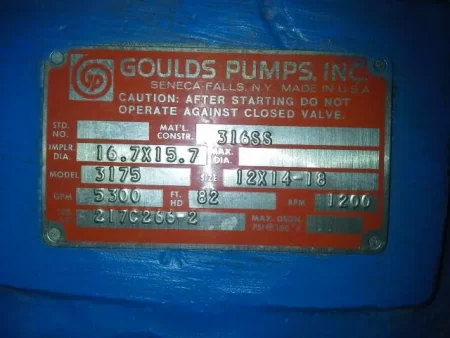 GOULDS PUMPS, INC.
SENECA FALLS, N.Y. MADE IN U.S.A
CAUTION: AFTER STARTING DO NOT
OPERATE AGAINST CLOSED VALVE.
STD. NO. MAT'L. CONSTR. 316SS
IMPLR. DIA. 16.7X15.7 MAX. DIA.
MODEL 3175 SIZE 12X14-18
GPM 5300 FT. HD 82 RPM 1200
217C265-2 MAX. DSGN.